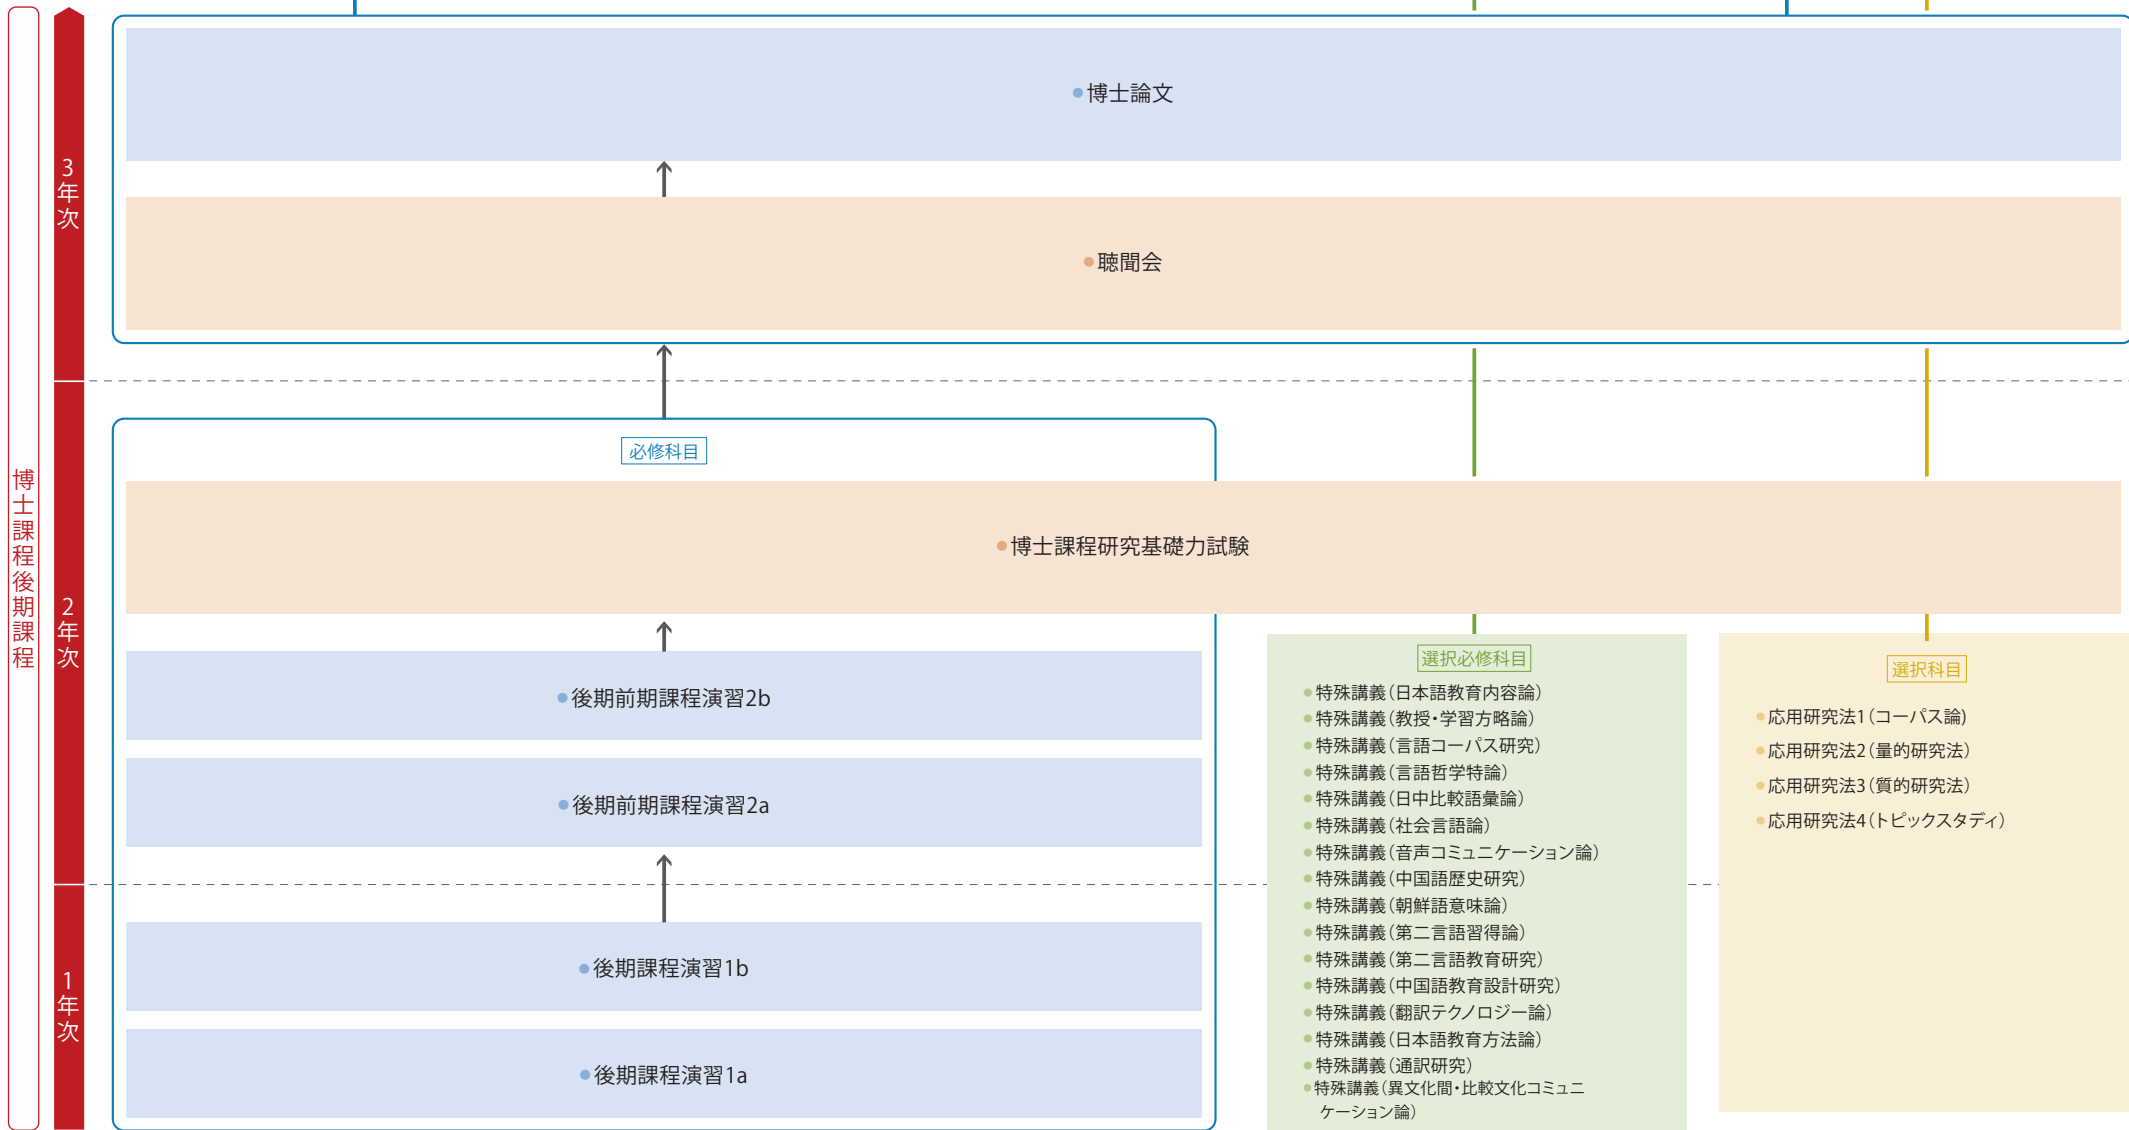 博士課程後期課程
3年次
博士論文
聴聞会
2年次
必修科目
博士課程研究基礎力試験
後期前期課程演習2b
後期前期課程演習2a
1年次
後期課程演習1b
後期課程演習1a
選択必修科目
特殊講義（日本語教育内容論）
特殊講義（教授・学習方略論）
特殊講義（言語コーパス研究）
特殊講義（言語哲学特論）
特殊講義（日中比較語彙論）
特殊講義（社会言語論）
特殊講義（音声コミュニケーション論）
特殊講義（中国語歴史研究）
特殊講義（朝鮮語意味論）
特殊講義（第二言語習得論）
特殊講義（第二言語教育研究）
特殊講義（中国語教育設計研究）
特殊講義（翻訳テクノロジー論）
特殊講義（日本語教育方法論）
特殊講義（通訳研究）
特殊講義（異文化間・比較文化コミュニ
ケーション論）
選択科目
応用研究法1（コーパス論)
応用研究法2（量的研究法）
応用研究法3（質的研究法）
応用研究法4（トピックスタディ）